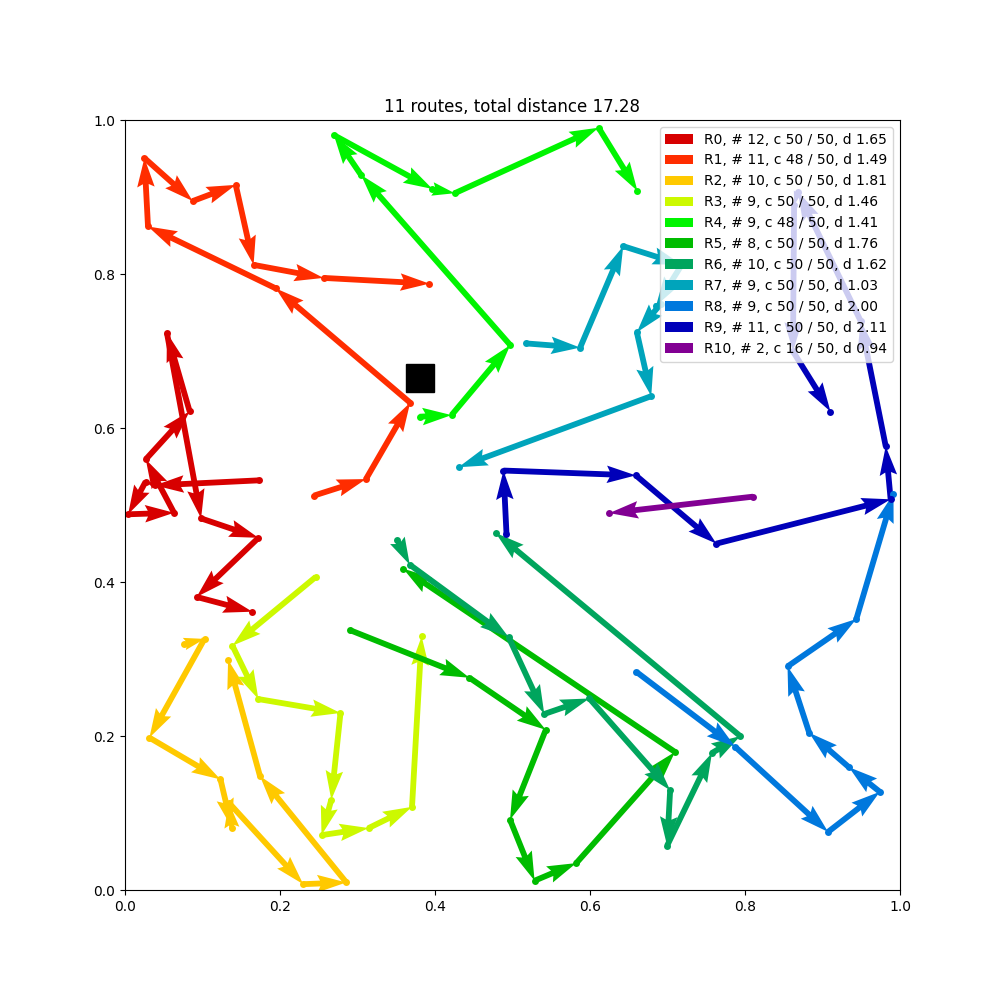 11 routes, total distance 17.28
1.0
0.8
0.6
0.4
0.2
0.0
0.0 0.2 0.4 0.6 0.8 1.0
R0, # 12, c 50 / 50, d 1.65
R1, # 11, c 48 / 50, d 1.49
R2, # 10, c 50 / 50, d 1.81
R3, # 9, c 50 / 50, d 1.46
R4, # 9, c 48 / 50, d 1.41
R5, # 8, c 50 / 50, d 1.76
R6, # 10, c 50 / 50, d 1.62
R7, # 9, c 50 / 50, d 1.03
R8, # 9, c 50 / 50, d 2.00
R9, # 11, c 50 / 50, d 2.11
R10, # 2, c 16 / 50, d 0.94